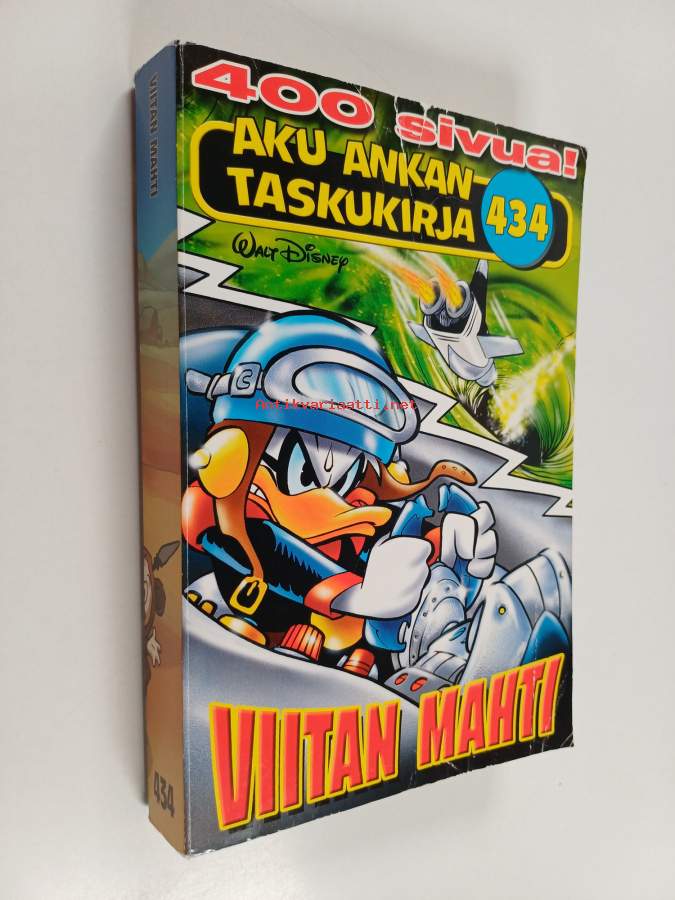 400 sivua!
AKU ANKAN
TASKUKIRJA
434
WALT DISNEY
C
Antikvariaatti.net
VIITAN MAHTI
VIITAN MAHTI
434